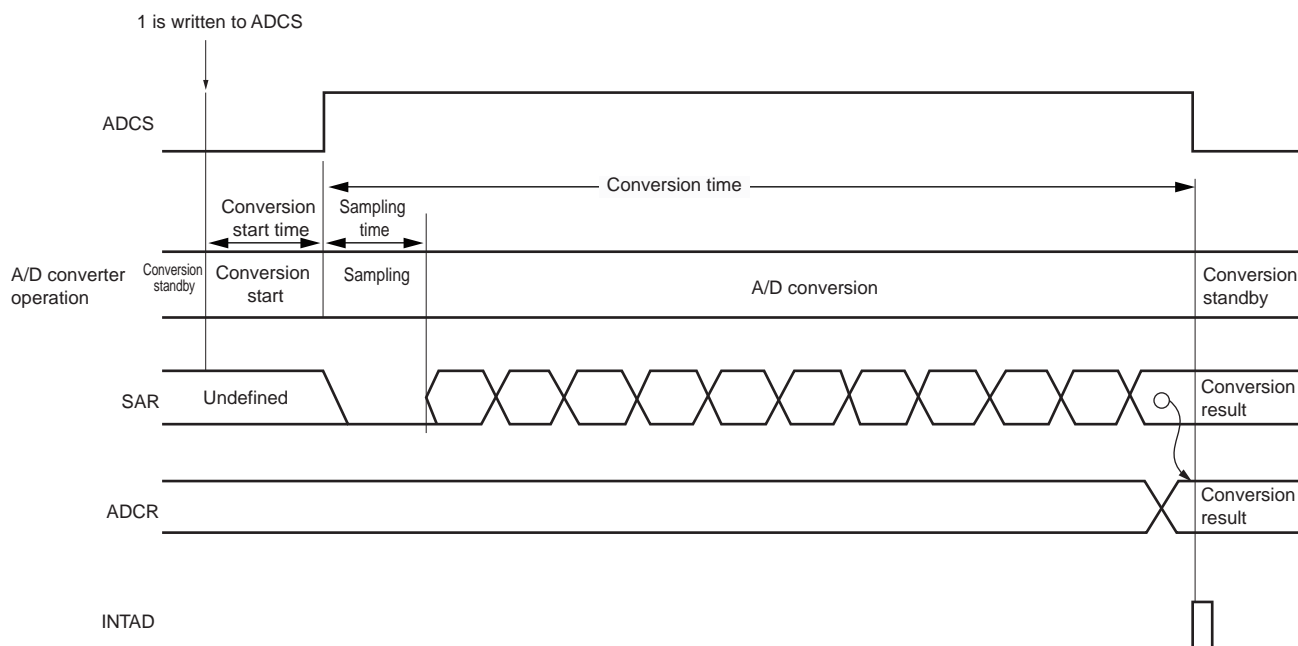 1 is written to ADCS
ADCS
Conversion time
Conversion
start time
Sampling
time
A/D converter
operation
Conversion
standby
Conversion
start
Sampling
A/D conversion
Conversion
standby
SAR
Undefined
Conversion
result
ADCR
Conversion
result
INTAD